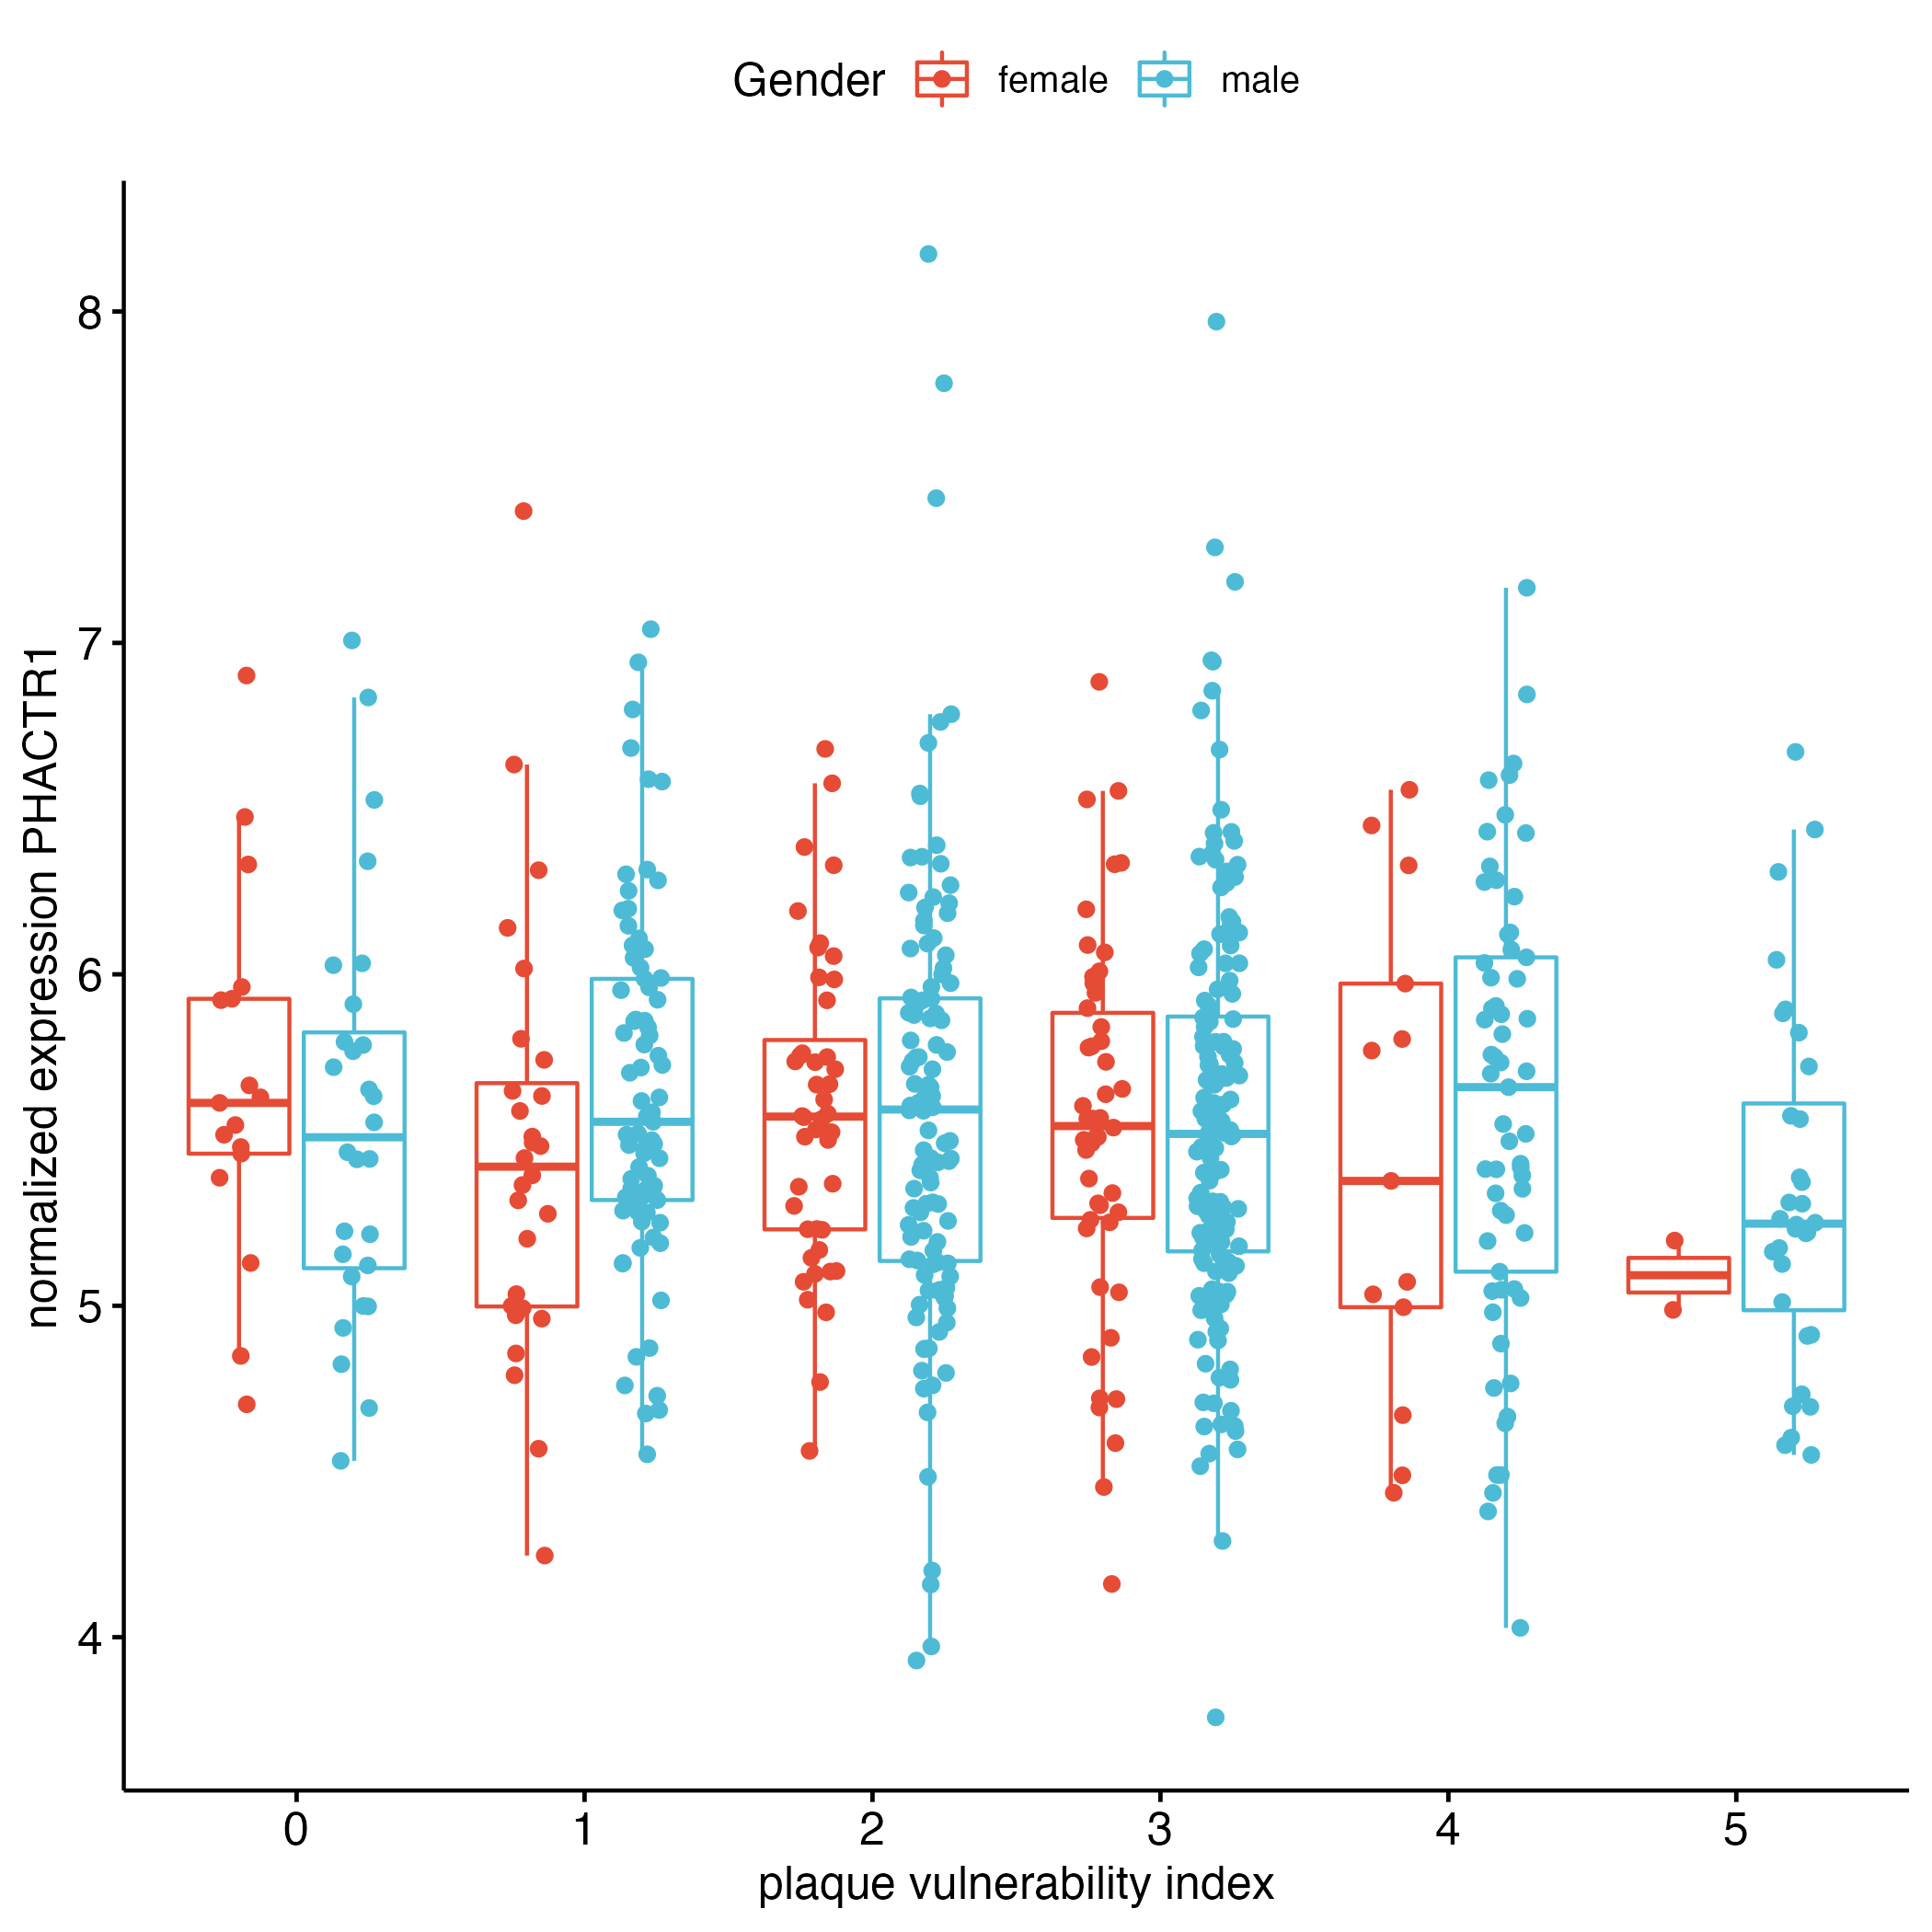 Gender female male
normalized expression PHACTR1
8
7
6
5
4
0 1 2 3 4 5
plaque vulnerability index